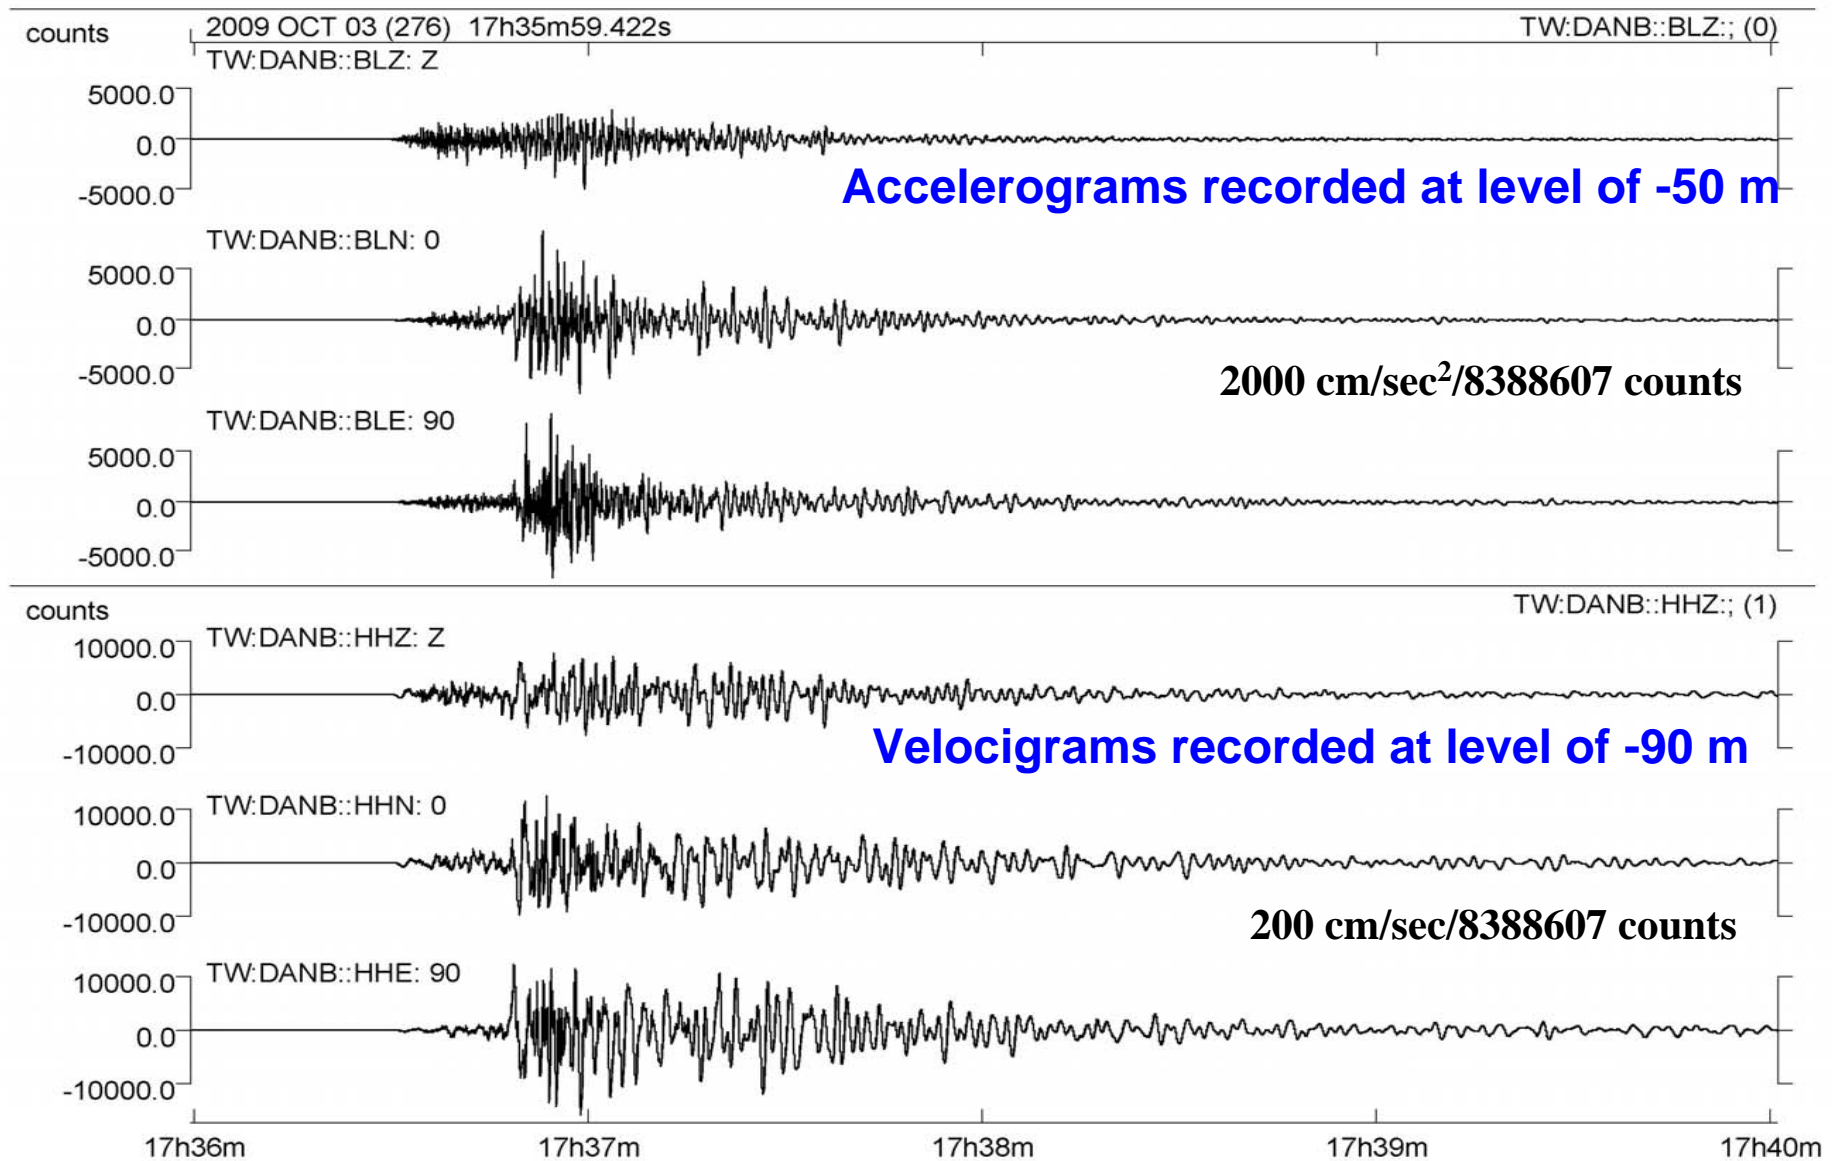 counts
2009 OCT 03 (276) 17h35m59.422s
TW:DANB::BLZ:; (0)
TW:DANB::BLZ: Z
5000.0
0.0
-5000.0
Accelerograms recorded at level of -50 m
TW:DANB::BLN: 0
5000.0
0.0
-5000.0
2000 cm/sec²/8388607 counts
TW:DANB::BLE: 90
5000.0
0.0
-5000.0
counts
TW:DANB::HHZ:; (1)
TW:DANB::HHZ: Z
10000.0
0.0
-10000.0
Velocigrams recorded at level of -90 m
TW:DANB::HHN: 0
10000.0
0.0
-10000.0
200 cm/sec/8388607 counts
TW:DANB::HHE: 90
10000.0
0.0
-10000.0
17h36m 17h37m 17h38m 17h39m 17h40m